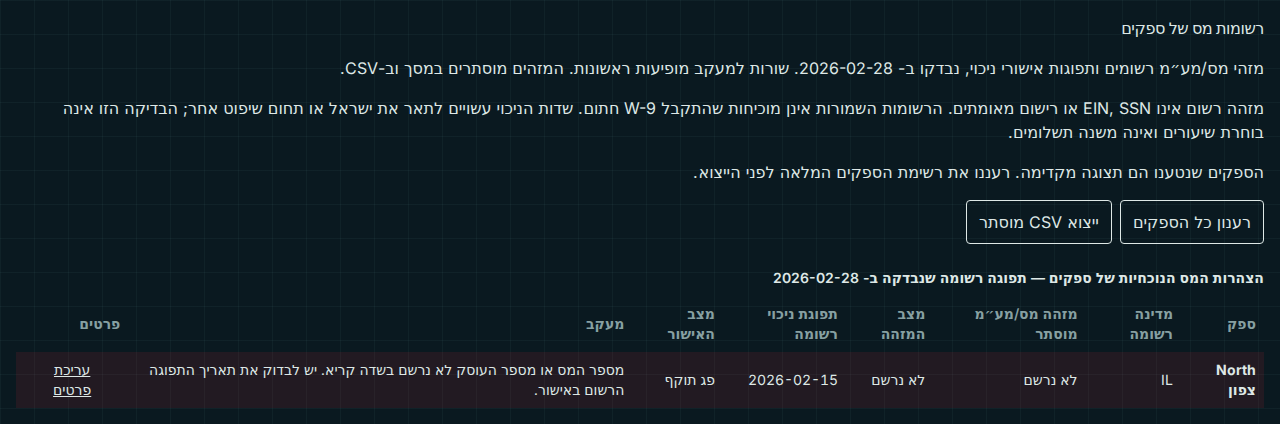 רשומות מס של ספקים
מזהי מס/מע״מ רשומים ותפוגות אישורי ניכוי, נבדקו ב- 2026-02-28. שורות למעקב מופיעות ראשונות. המזהים מוסתרים במסך וב-CSV.
מזהה רשום אינו EIN, SSN או רישום מאומתים. הרשומות השמורות אינן מוכיחות שהתקבל W-9 חתום. שדות הניכוי עשויים לתאר את ישראל או תחום שיפוט אחר; הבדיקה הזו אינה
בוחרת שיעורים ואינה משנה תשלומים.
הספקים שנטענו הם תצוגה מקדימה. רעננו את רשימת הספקים המלאה לפני הייצוא.
רענון כל הספקים
ייצוא CSV מוסתר
הצהרות המס הנוכחיות של ספקים — תפוגה רשומה שנבדקה ב- 2026-02-28
ספק
מדינה
רשומה
מזהה מס/מע״מ
מוסתר
מצב
המזהה
תפוגת ניכוי
רשומה
מצב
האישור
מעקב
פרטים
North
צפון
IL
לא נרשם
לא נרשם
2026-02-15
פג תוקף
מספר המס או מספר העוסק לא נרשם בשדה קריא. יש לבדוק את תאריך התפוגה
הרשום באישור.
עריכת
פרטים